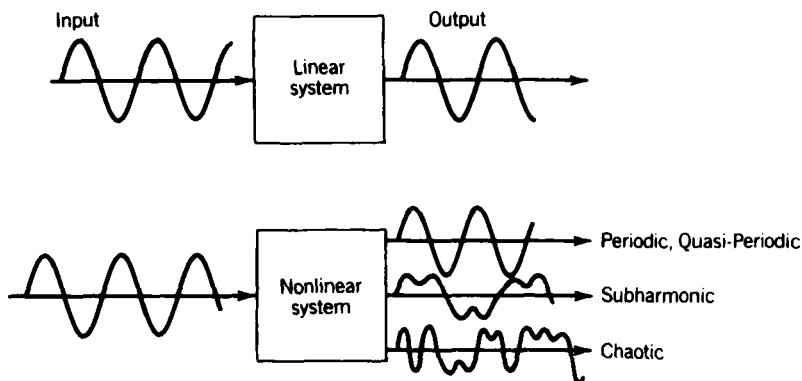 Input
Output
Linear
system
Nonlinear
system
Periodic, Quasi-Periodic
Subharmonic
Chaotic